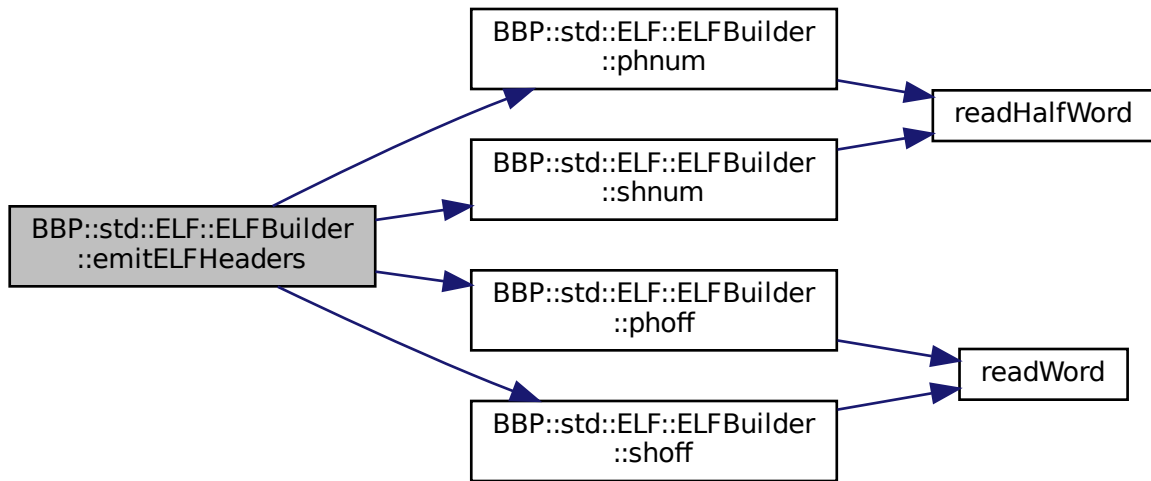 BBP::std::ELF::ELFBuilder
::phnum
readHalfWord
BBP::std::ELF::ELFBuilder
::shnum
BBP::std::ELF::ELFBuilder
::emitELFHeaders
BBP::std::ELF::ELFBuilder
::phoff
readWord
BBP::std::ELF::ELFBuilder
::shoff